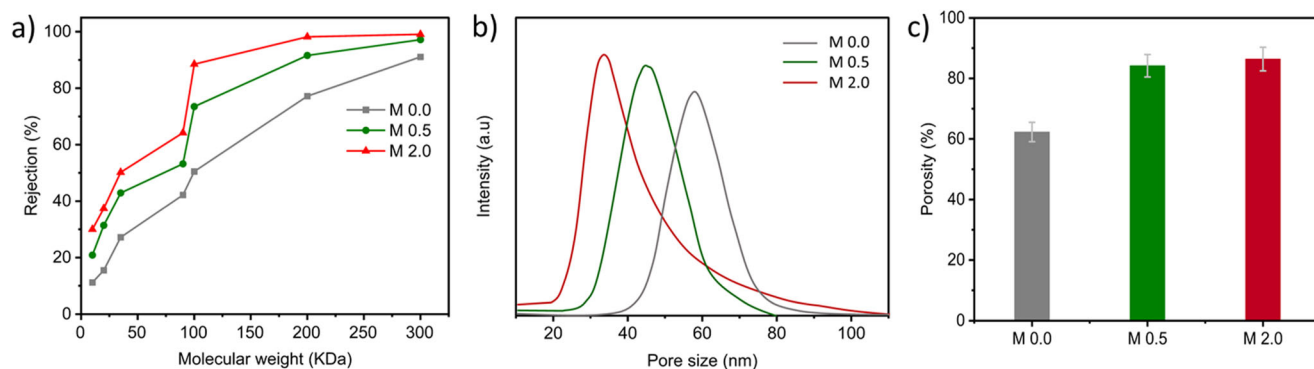 a)
Rejection (%)
100
80
60
40
20
0
0 50 100 150 200 250 300
Molecular weight (KDa)
M 0.0
M 0.5
M 2.0
b)
Intensity (a.u)
20 40 60 80 100
Pore size (nm)
M 0.0
M 0.5
M 2.0
c)
Porosity (%)
100
80
60
40
20
0
M 0.0 M 0.5 M 2.0